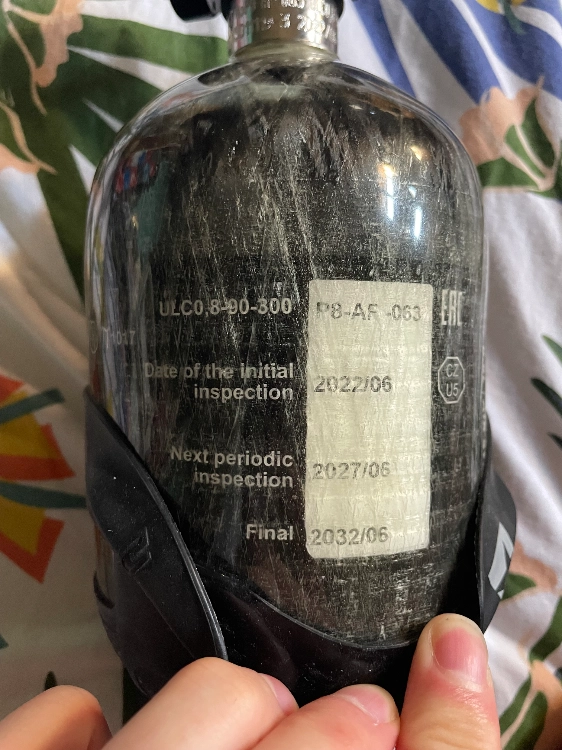 ULC0.8-90-300 P8-AF -063 EAC
Date of the initial
inspection 2022/06
CZ
U5
Next periodic
inspection 2027/06
Final 2032/06